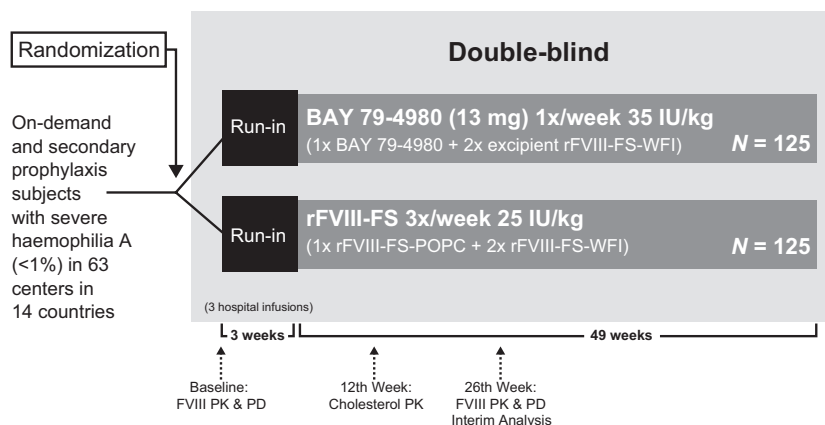 Randomization
Double-blind
On-demand
and secondary
prophylaxis
subjects
with severe
haemophilia A
(<1%) in 63
centers in
14 countries
Run-in
BAY 79-4980 (13 mg) 1x/week 35 IU/kg
(1x BAY 79-4980 + 2x excipient rFVIII-FS-WFI)
N = 125
Run-in
rFVIII-FS 3x/week 25 IU/kg
(1x rFVIII-FS-POPC + 2x rFVIII-FS-WFI)
N = 125
(3 hospital infusions)
3 weeks
49 weeks
Baseline:
FVIII PK & PD
12th Week:
Cholesterol PK
26th Week:
FVIII PK & PD
Interim Analysis